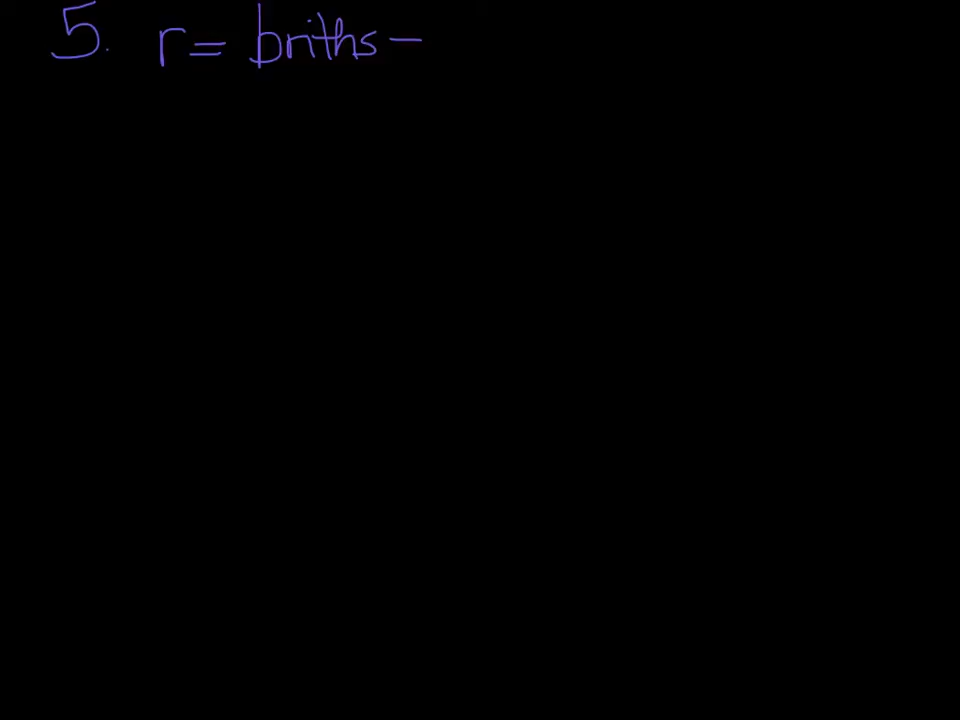 5. r= briths -